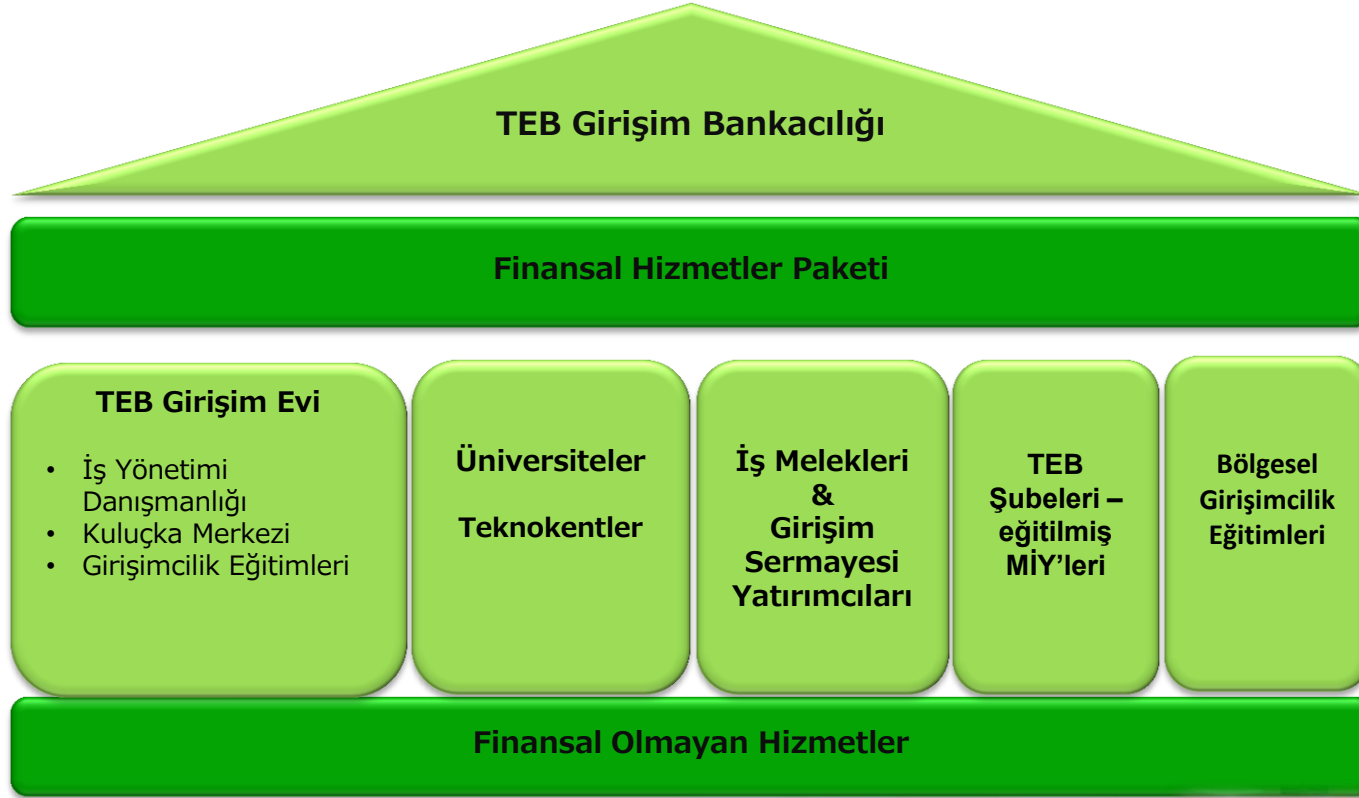 TEB Girişim Bankacılığı
Finansal Hizmetler Paketi
TEB Girişim Evi
• İş Yönetimi
Danışmanlığı
• Kuluçka Merkezi
• Girişimcilik Eğitimleri
Üniversiteler
Teknokentler
İş Melekleri
&
Girişim
Sermayesi
Yatırımcıları
TEB
Şubeleri –
eğitilmiş
MİY’leri
Bölgesel
Girişimcilik
Eğitimleri
Finansal Olmayan Hizmetler